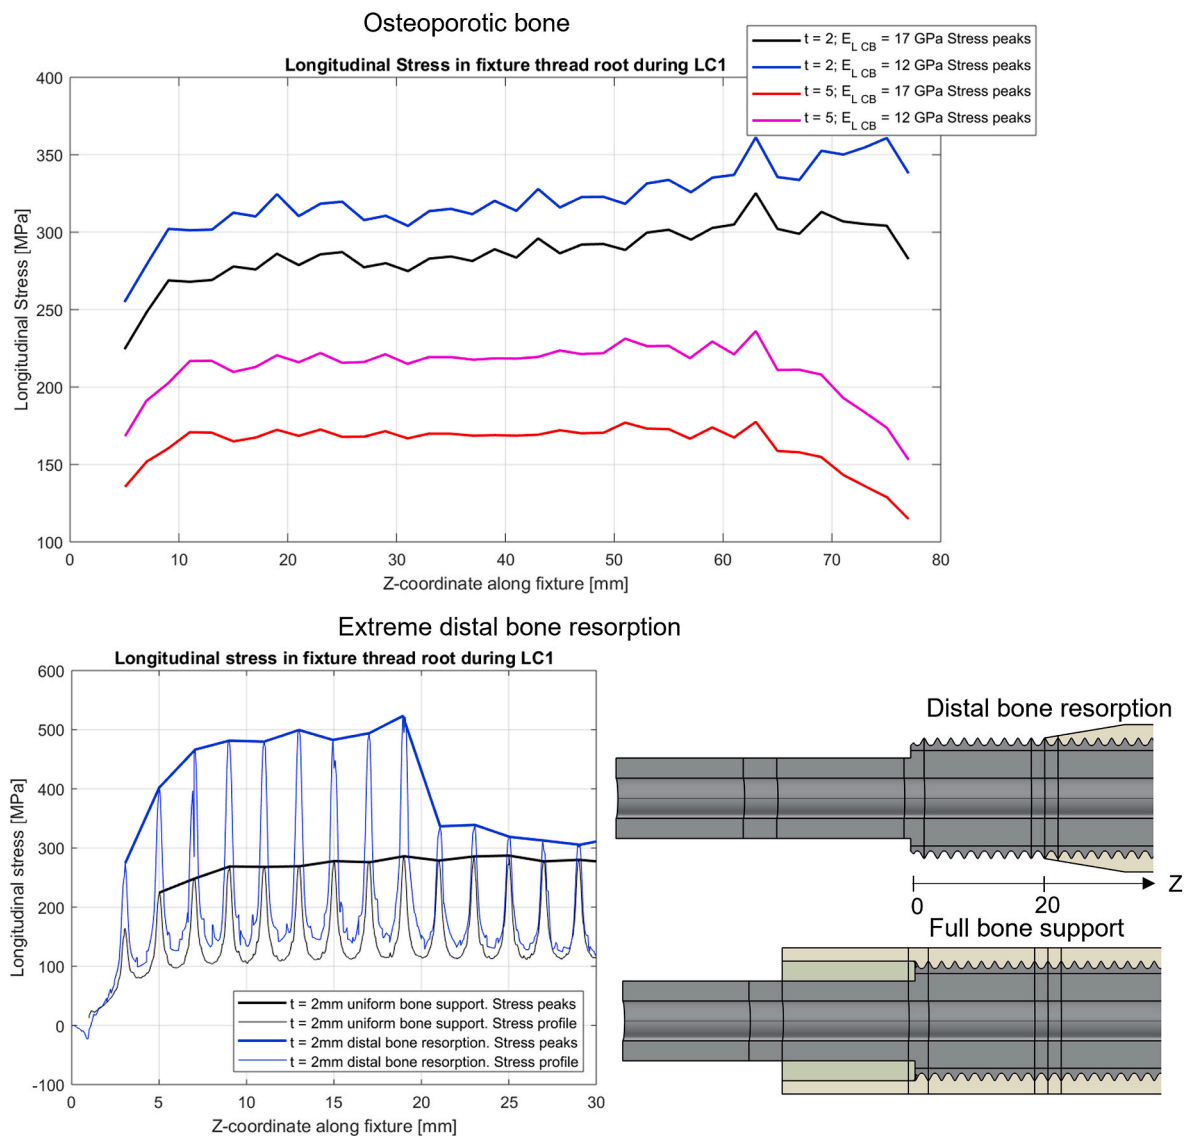 Osteoporotic bone
Longitudinal Stress in fixture thread root during LC1
t = 2; E L CB = 17 GPa Stress peaks
t = 2; E L CB = 12 GPa Stress peaks
t = 5; E L CB = 17 GPa Stress peaks
t = 5; E L CB = 12 GPa Stress peaks
400
350
300
250
200
150
100
Longitudinal Stress [MPa]
0 10 20 30 40 50 60 70 80
Z-coordinate along fixture [mm]
Extreme distal bone resorption
Longitudinal stress in fixture thread root during LC1
600
500
400
300
200
100
0
-100
Longitudinal stress [MPa]
t = 2mm uniform bone support. Stress peaks
t = 2mm uniform bone support. Stress profile
t = 2mm distal bone resorption. Stress peaks
t = 2mm distal bone resorption. Stress profile
0 5 10 15 20 25 30
Z-coordinate along fixture [mm]
Distal bone resorption
Z
0 20
Full bone support